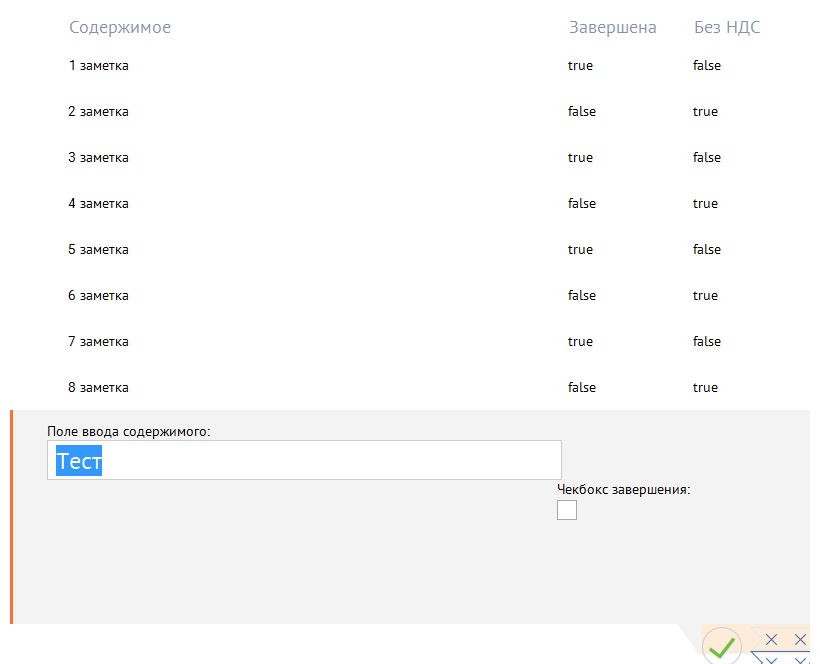 Содержимое Завершена Без НДС
1 заметка true false
2 заметка false true
3 заметка true false
4 заметка false true
5 заметка true false
6 заметка false true
7 заметка true false
8 заметка false true
Поле ввода содержимого:
Тест
Чекбокс завершения: